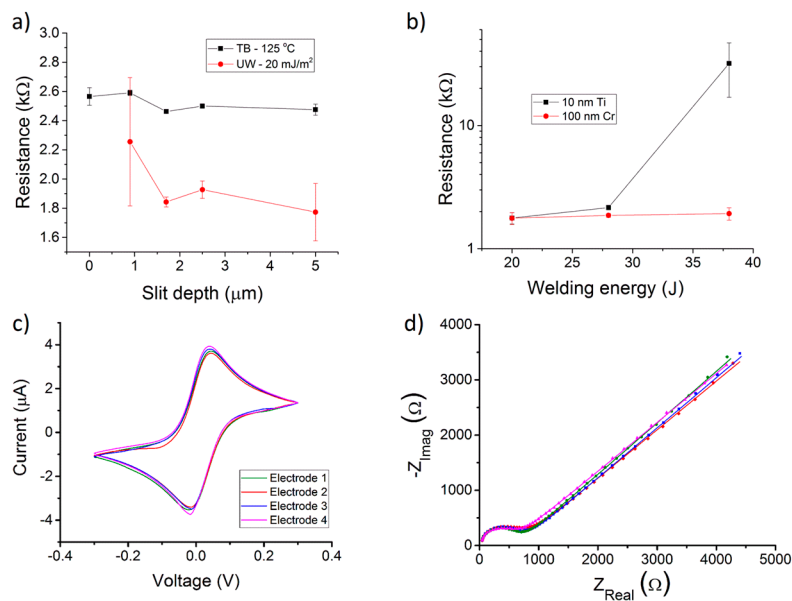 a)
2.6
2.4
2.2
2.0
1.8
1.6
2.8
3.0
Resistance (kΩ)
TB - 125 °C
UW - 20 mJ/m²
0
1
2
3
4
5
Slit depth (μm)
b)
10
1
Resistance (kΩ)
10 nm Ti
100 nm Cr
20
25
30
35
40
Welding energy (J)
c)
4
2
0
-2
-4
Current (μA)
Electrode 1
Electrode 2
Electrode 3
Electrode 4
-0.4
-0.2
0.0
0.2
0.4
Voltage (V)
d)
4000
3000
2000
1000
0
-Z Imag (Ω)
0
1000
2000
3000
4000
5000
Z Real (Ω)